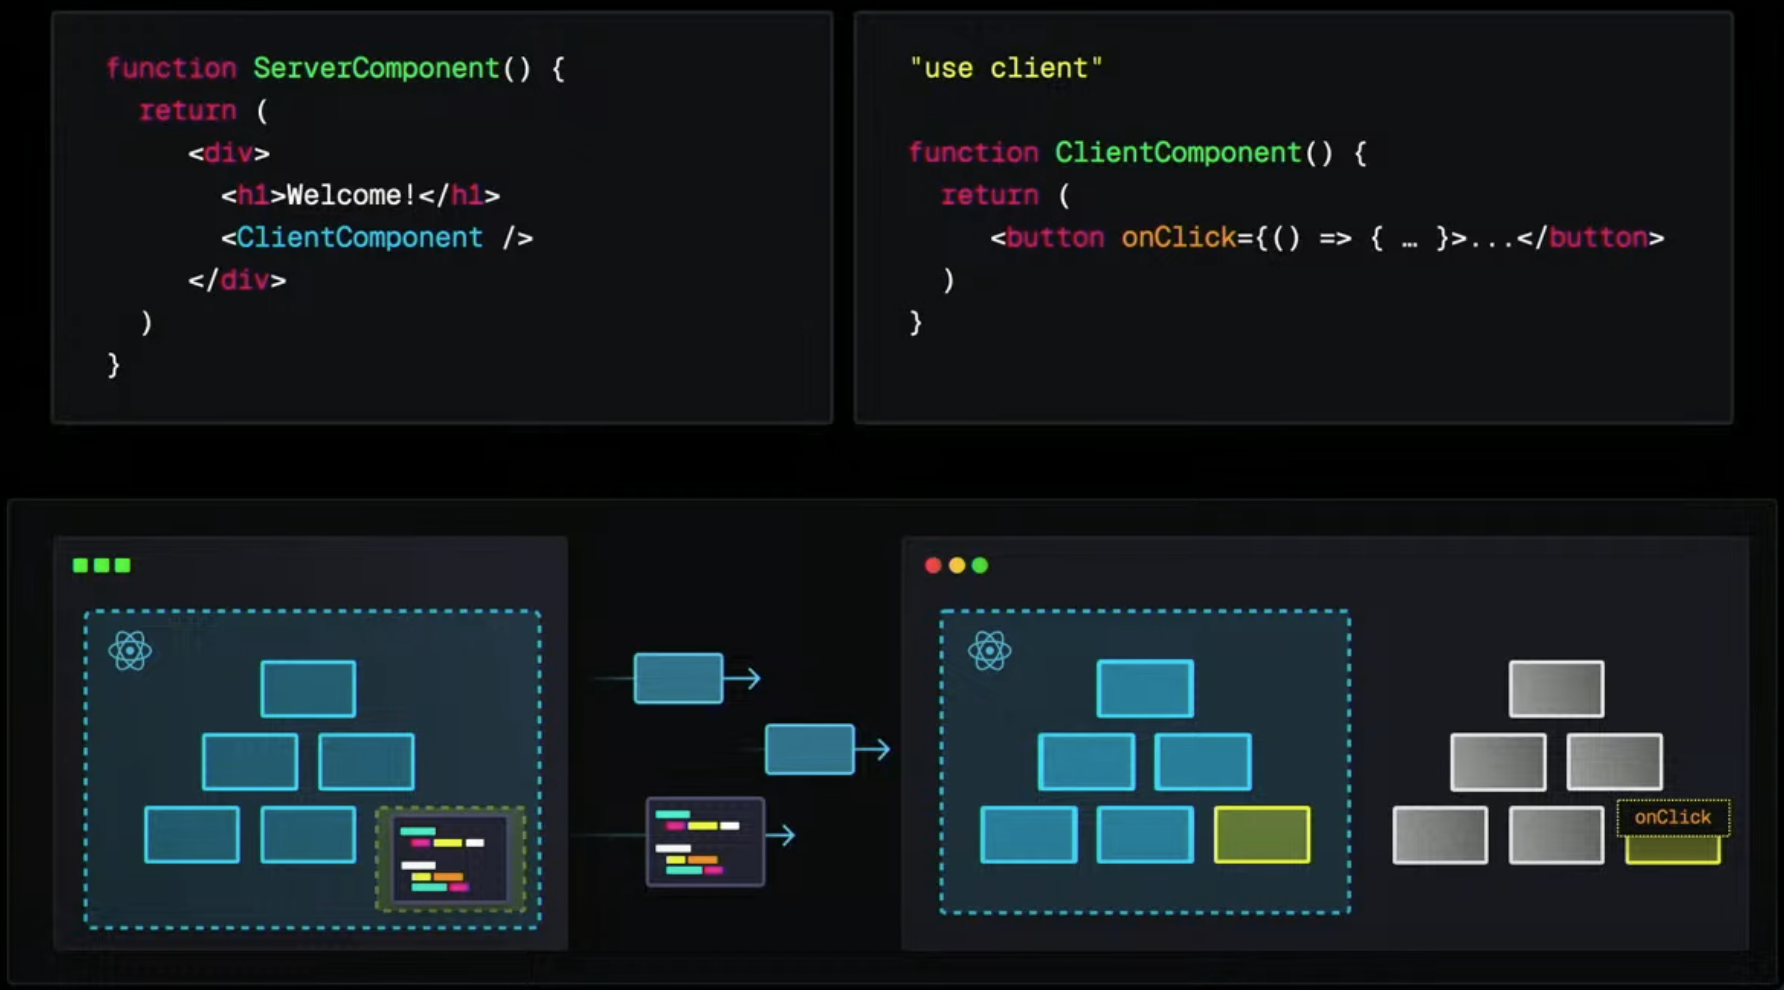 function ServerComponent() {
return (
<div>
<h1>Welcome!</h1>
<ClientComponent />
</div>
)
}
"use client"
function ClientComponent() {
return (
<button onClick={() => { … }>...</button>
)
}
onClick